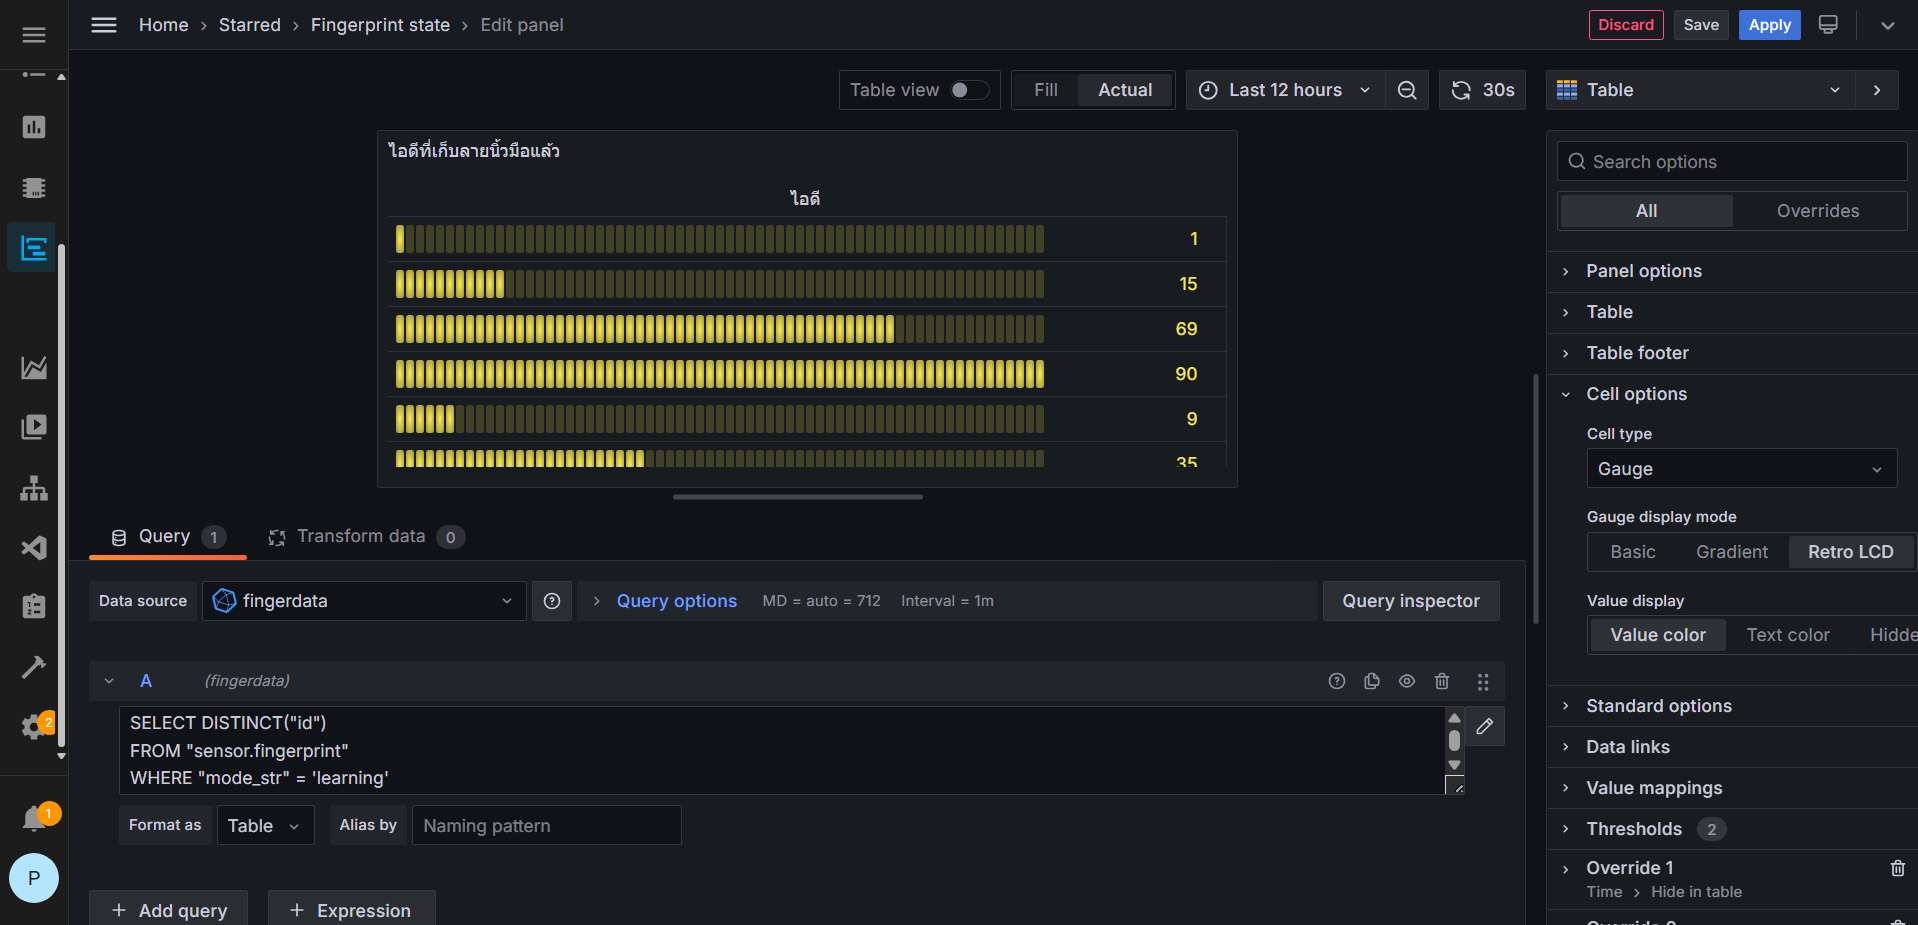 Home › Starred › Fingerprint state › Edit panel
Discard Save Apply
Table view Fill Actual Last 12 hours 30s Table
ไอดีที่เก็บลายนิ้วมือแล้ว
ไอดี
1
15
69
90
9
35
Search options
All Overrides
Panel options
Table
Table footer
Cell options
Cell type
Gauge
Gauge display mode
Basic Gradient Retro LCD
Value display
Value color Text color Hidde
Standard options
Data links
Value mappings
Thresholds 2
Override 1
Time › Hide in table
Query 1 Transform data 0
Data source fingerdata Query options MD = auto = 712 Interval = 1m Query inspector
A (fingerdata)
SELECT DISTINCT("id")
FROM "sensor.fingerprint"
WHERE "mode_str" = 'learning'
Format as Table Alias by Naming pattern
+ Add query + Expression
2
1
P